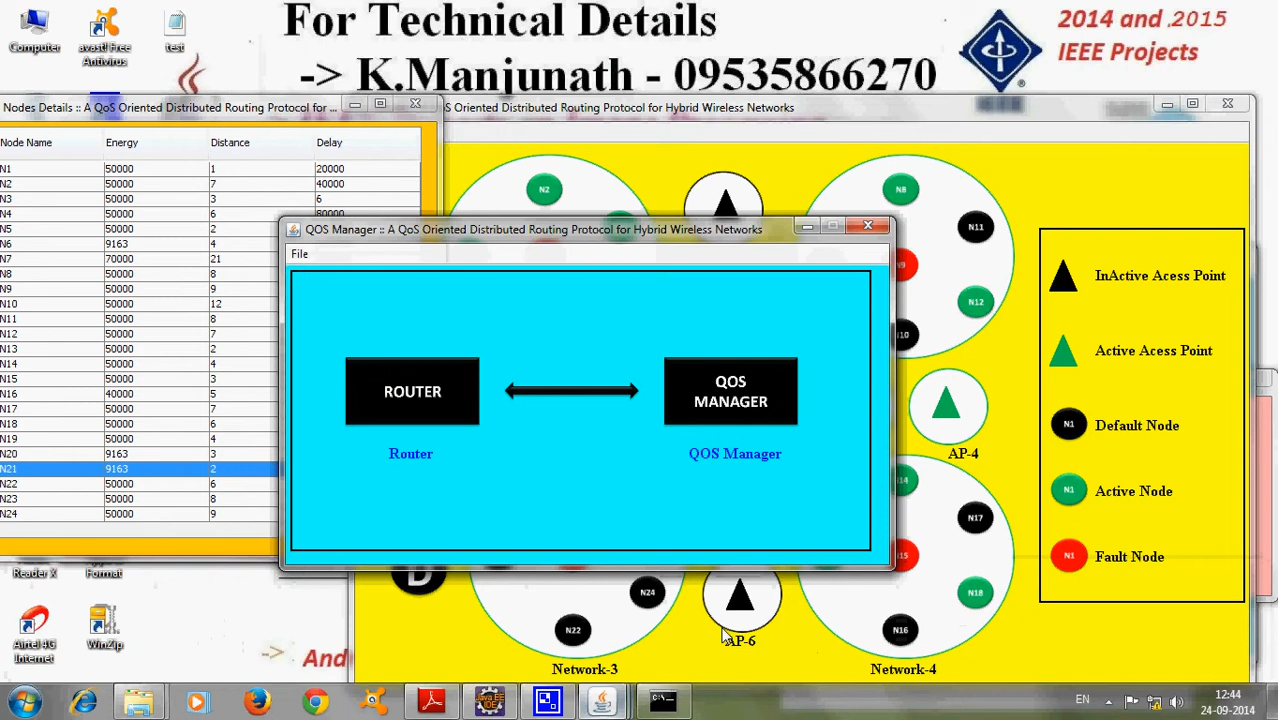 For Technical Details
-> K.Manjunath - 09535866270
2014 and ,2015
IEEE Projects
Computer
avast! Free
Antivirus
test
Nodes Details :: A QoS Oriented Distributed Routing Protocol for ...
S Oriented Distributed Routing Protocol for Hybrid Wireless Networks
Node Name Energy Distance Delay
N1 50000 1 20000
N2 50000 7 40000
N3 50000 3 6
N4 50000 6 80000
N5 50000 2
N6 9163 4
N7 70000 21
N8 50000 8
N9 50000 9
N10 50000 12
N11 50000 8
N12 50000 7
N13 50000 2
N14 50000 4
N15 50000 3
N16 40000 5
N17 50000 7
N18 50000 6
N19 50000 4
N20 9163 3
N21 9163 2
N22 50000 6
N23 50000 8
N24 50000 9
QOS Manager :: A QoS Oriented Distributed Routing Protocol for Hybrid Wireless Networks
File
ROUTER
QOS
MANAGER
Router
QOS Manager
N2
N8
N11
N9
N12
I10
AP-4
N14
N17
N15
N18
N16
N24
N22
D
AP-6
Network-3
Network-4
InActive Acess Point
Active Acess Point
N1 Default Node
N1 Active Node
N1 Fault Node
Reader X
Format
Airtel 4G
Internet
WinZip
-> And
Java EE
IDE
EN
12:44
24-09-2014